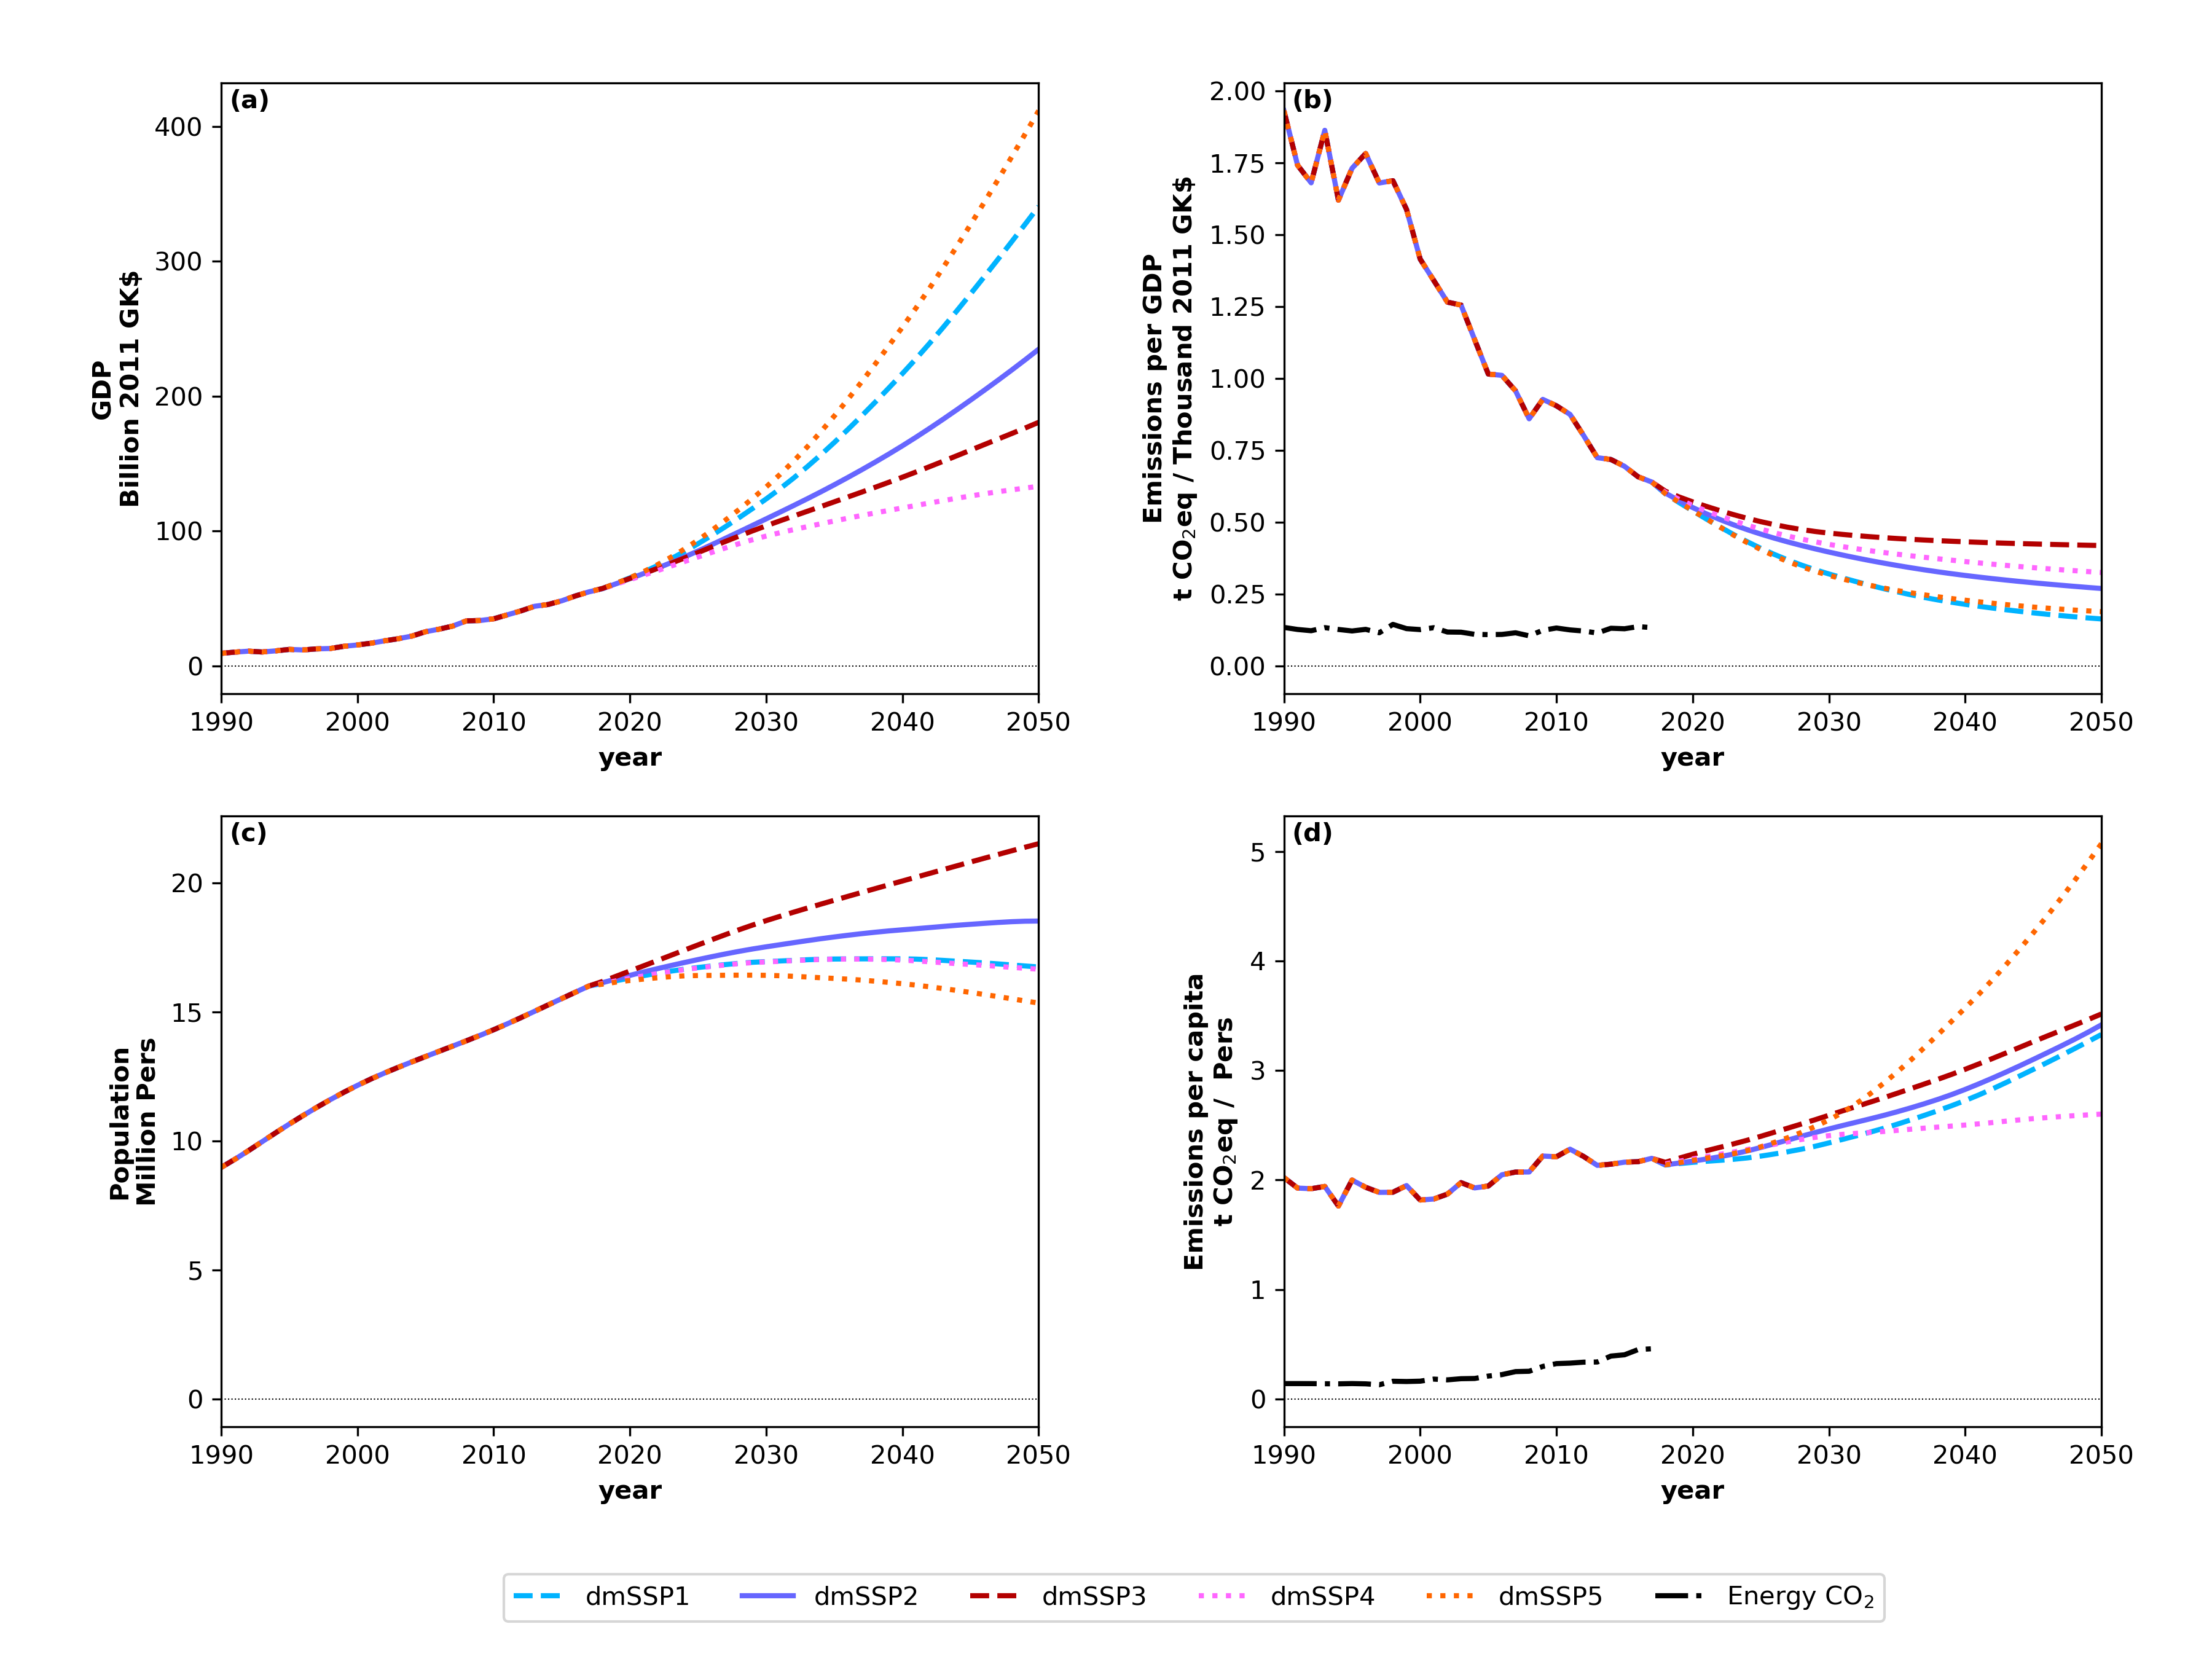 (a)
GDP
Billion 2011 GK$
400
300
200
100
0
1990 2000 2010 2020 2030 2040 2050
year
(b)
Emissions per GDP
t CO₂eq / Thousand 2011 GK$
2.00
1.75
1.50
1.25
1.00
0.75
0.50
0.25
0.00
1990 2000 2010 2020 2030 2040 2050
year
(c)
Population
Million Pers
20
15
10
5
0
1990 2000 2010 2020 2030 2040 2050
year
(d)
Emissions per capita
t CO₂eq / Pers
5
4
3
2
1
0
1990 2000 2010 2020 2030 2040 2050
year
dmSSP1 dmSSP2 dmSSP3 dmSSP4 dmSSP5 Energy CO₂